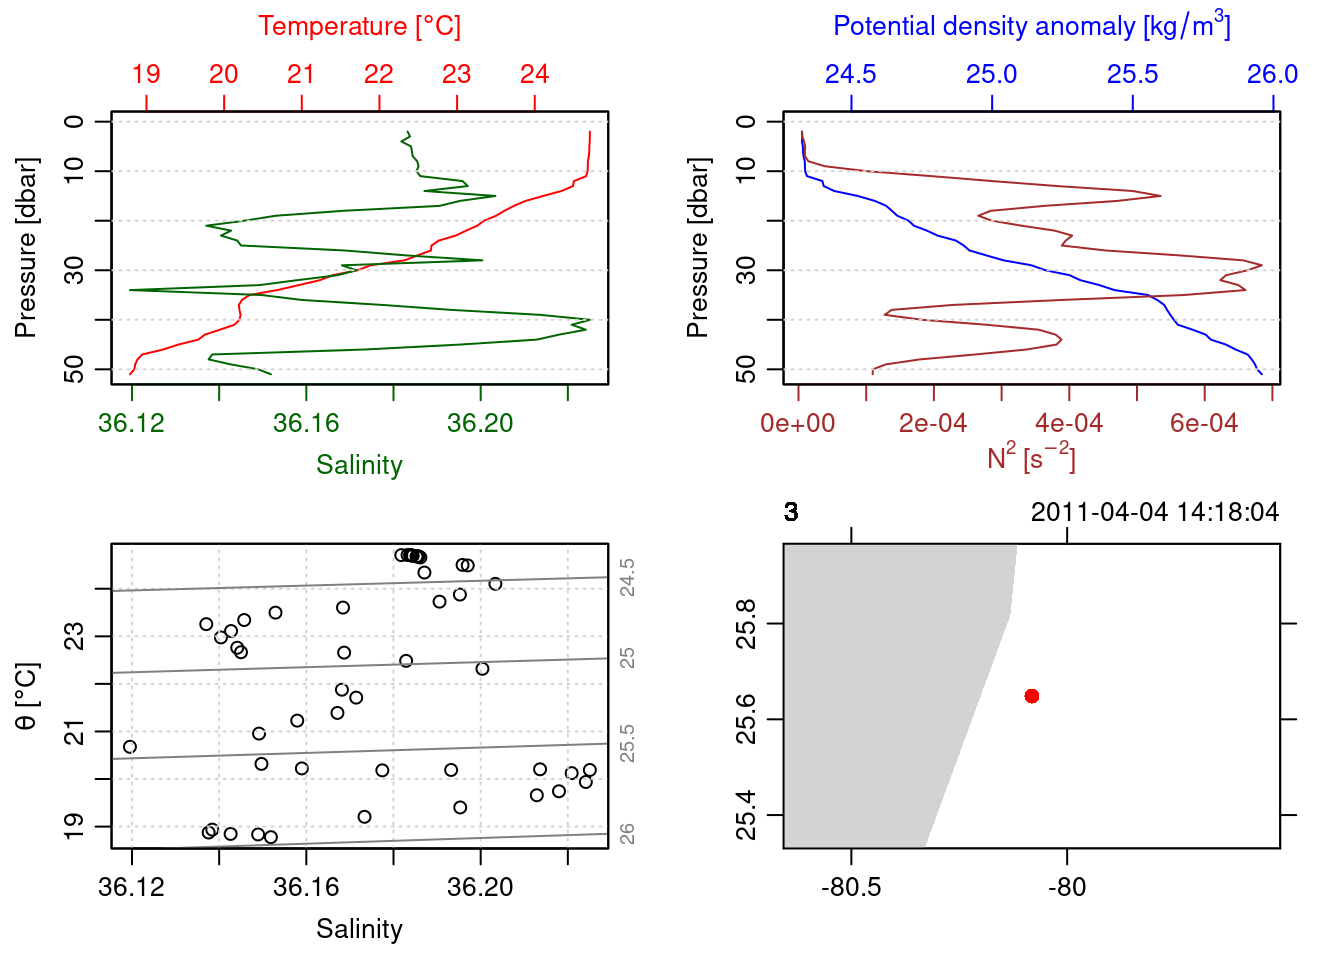 Temperature [°C]
19 20 21 22 23 24
0
10
30
50
Pressure [dbar]
36.12 36.16 36.20
Salinity
Potential density anomaly [kg/m³]
24.5 25.0 25.5 26.0
0
10
30
50
Pressure [dbar]
0e+00 2e-04 4e-04 6e-04
N² [s⁻²]
23
21
19
θ [°C]
24.5
25
25.5
26
36.12 36.16 36.20
Salinity
3 2011-04-04 14:18:04
25.8
25.6
25.4
-80.5 -80